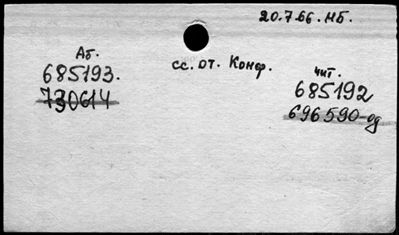 20.7.66. НБ.
Аб.
685193.
730614
сс. от. Конф.
чит.
685192
696590-од